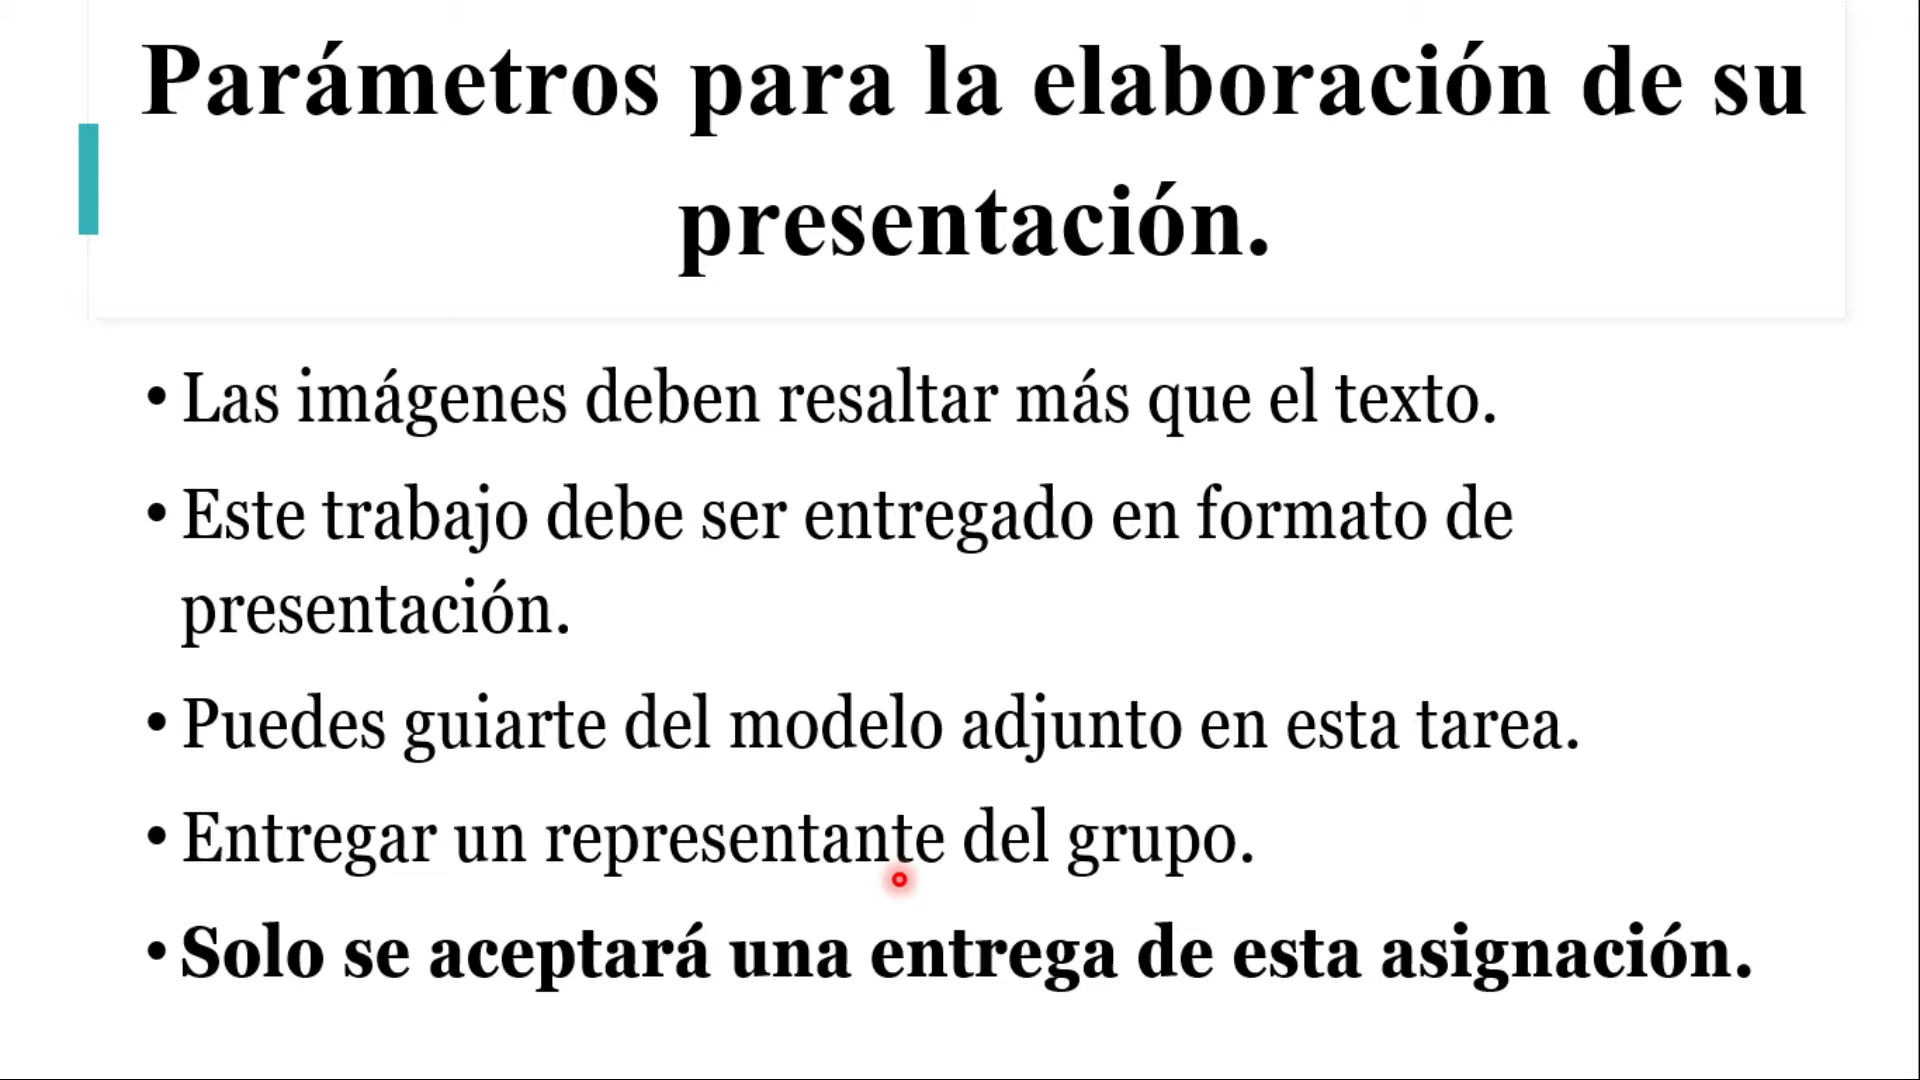 Parámetros para la elaboración de su
presentación.
• Las imágenes deben resaltar más que el texto.
• Este trabajo debe ser entregado en formato de
presentación.
• Puedes guiarte del modelo adjunto en esta tarea.
• Entregar un representante del grupo.
• Solo se aceptará una entrega de esta asignación.